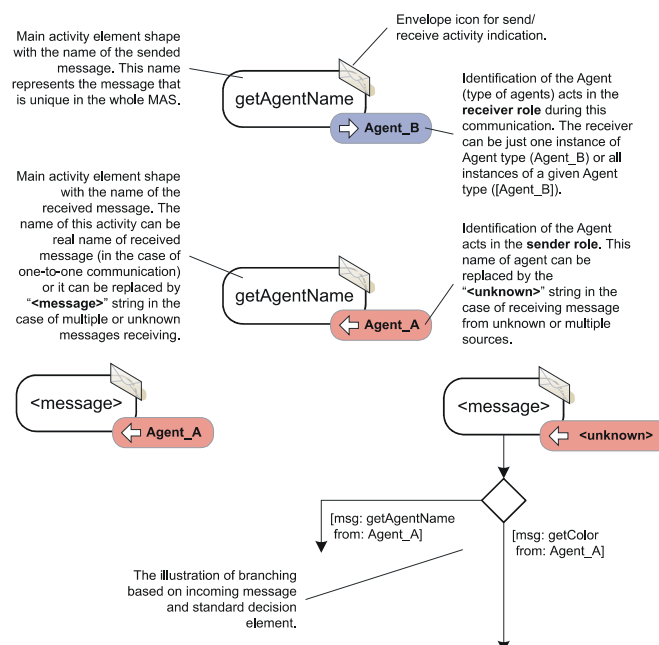 Main activity element shape
with the name of the sended
message. This name
represents the message that
is unique in the whole MAS.
Envelope icon for send/
receive activity indication.
getAgentName
Agent_B
Identification of the Agent
(type of agents) acts in the
receiver role during this
communication. The receiver
can be just one instance of
Agent type (Agent_B) or all
instances of a given Agent
type ([Agent_B]).
Main activity element shape
with the name of the
received message. The
name of this activity can be
real name of received
message (in the case of
one-to-one communication)
or it can be replaced by
“<message>” string in the
case of multiple or unknown
messages receiving.
getAgentName
Agent_A
Identification of the Agent
acts in the sender role. This
name of agent can be
replaced by the
“<unknown>” string in the
case of receiving message
from unknown or multiple
sources.
<message>
Agent_A
<message>
<unknown>
[msg: getAgentName
from: Agent_A]
[msg: getColor
from: Agent_A]
The illustration of branching
based on incoming message
and standard decision
element.